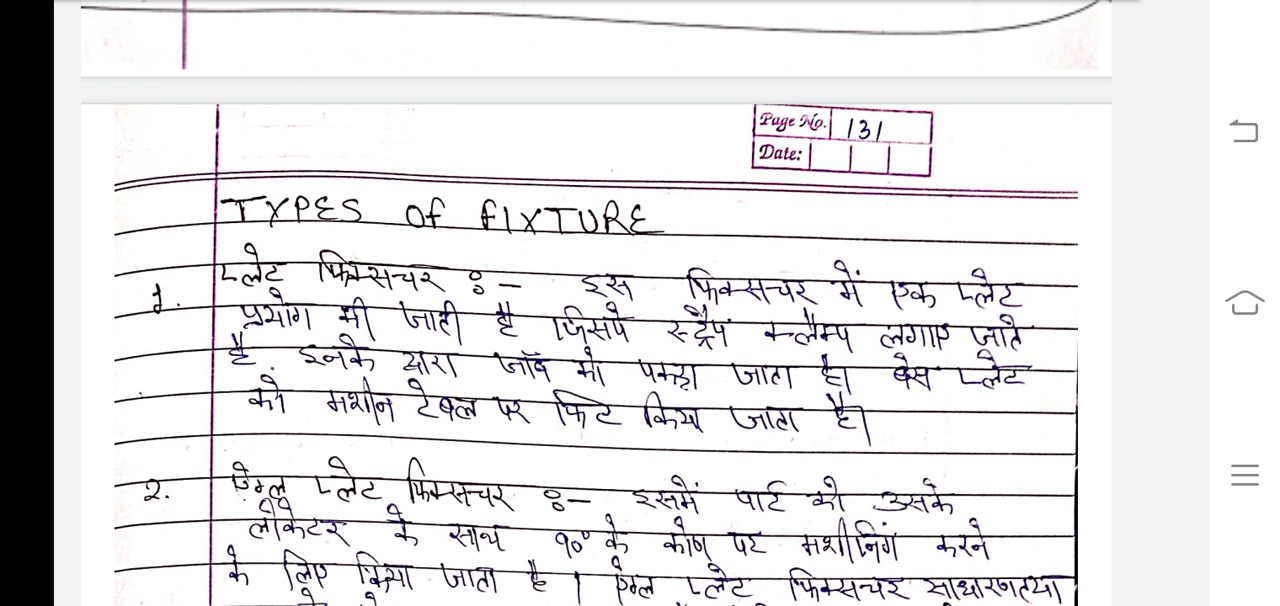 Page No. 131
Date:
TYPES of FIXTURE
1. प्लेट फिक्सचर :- इस फिक्सचर में एक प्लेट
प्रयोग की जाती है जिसपे स्ट्रैप क्लैम्प लगाए जाते
है. इनके द्वारा जॉब को पकड़ा जाता है। बेस प्लेट
को मशीन टेबल पर फिट किया जाता है।
2. ऐंगल प्लेट फिक्सचर :- इसमें पार्ट को उसके
लोकेटर के साथ 90° के कोण पर मशीनिंग करने
के लिए किया जाता है। एंगल प्लेट फिक्सचर साधारणतया